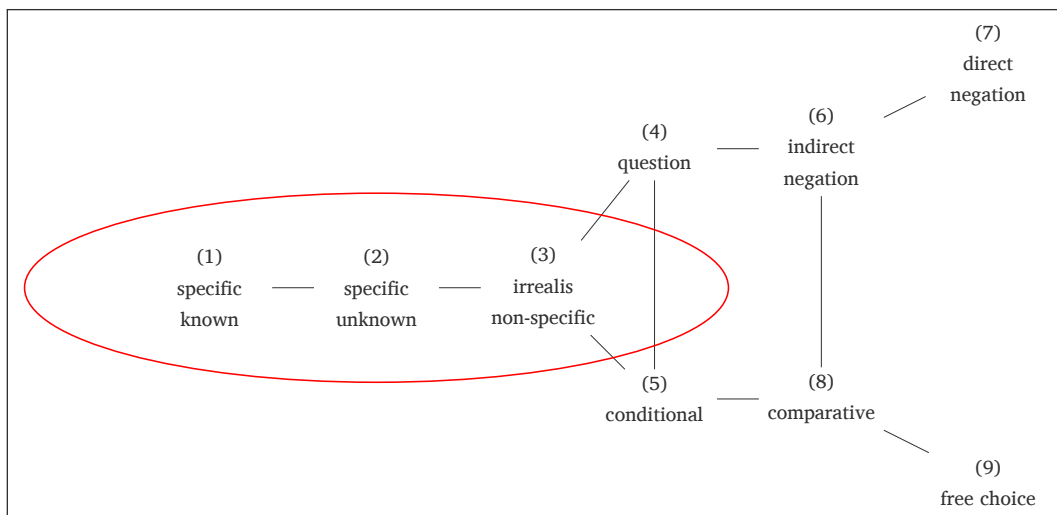 (7)
direct
negation
(6)
indirect
negation
(4)
question
(1)
specific
known
(2)
specific
unknown
(3)
irrealis
non-specific
(5)
conditional
(8)
comparative
(9)
free choice